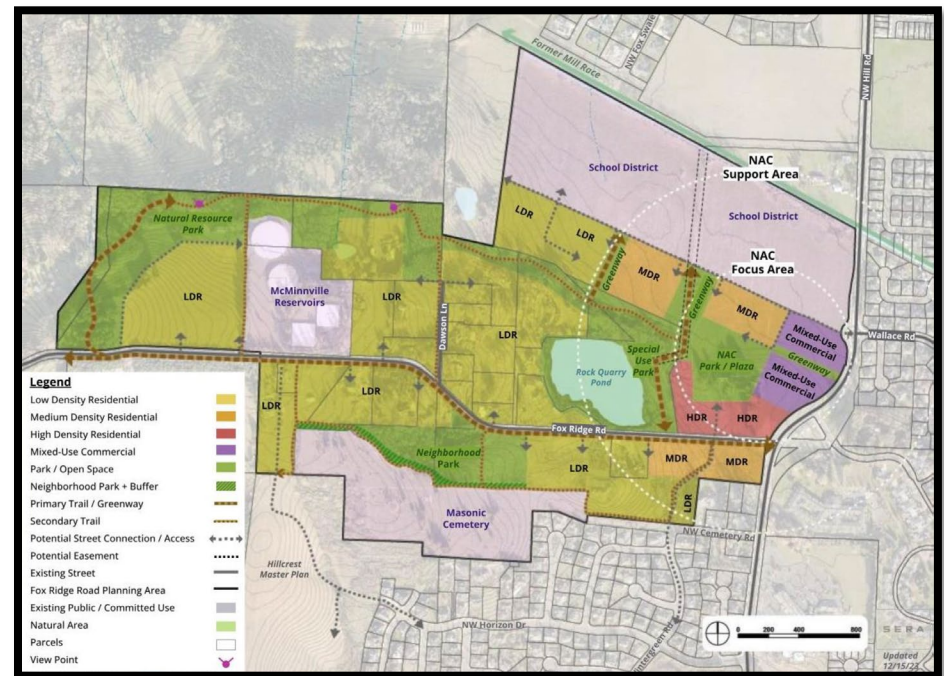 Former Mill Race
NW Fox Swale
NW Hill Rd
School District
NAC
Support Area
School District
LDR
LDR
NAC
Focus Area
Natural Resource
Park
Greenway
MDR
Greenway
MDR
LDR
McMinnville
Reservoirs
LDR
Dawson Ln
LDR
Mixed-Use
Commercial
Wallace Rd
Greenway
Special
Use
Park
NAC
Park / Plaza
Mixed-Use
Commercial
Rock Quarry
Pond
LDR
LDR
HDR
HDR
Fox Ridge Rd
Neighborhood
Park
LDR
MDR
MDR
LDR
Masonic
Cemetery
NW Cemetery Rd
Hillcrest
Master Plan
NW Horizon Dr
Legend
Low Density Residential
Medium Density Residential
High Density Residential
Mixed-Use Commercial
Park / Open Space
Neighborhood Park + Buffer
Primary Trail / Greenway
Secondary Trail
Potential Street Connection / Access
Potential Easement
Existing Street
Fox Ridge Road Planning Area
Existing Public / Committed Use
Natural Area
Parcels
View Point
0 200 400 800
SERA
Updated